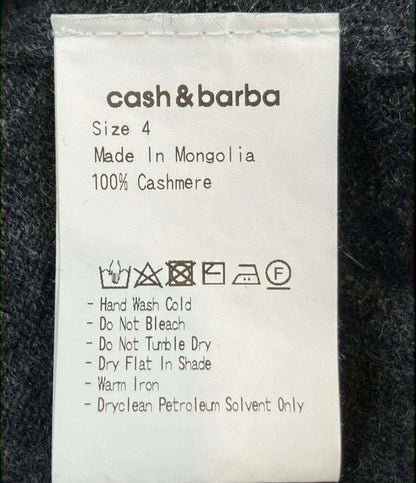 cash&barba
Size 4
Made In Mongolia
100% Cashmere
F
- Hand Wash Cold
- Do Not Bleach
- Do Not Tumble Dry
- Dry Flat In Shade
- Warm Iron
- Dryclean Petroleum Solvent Only